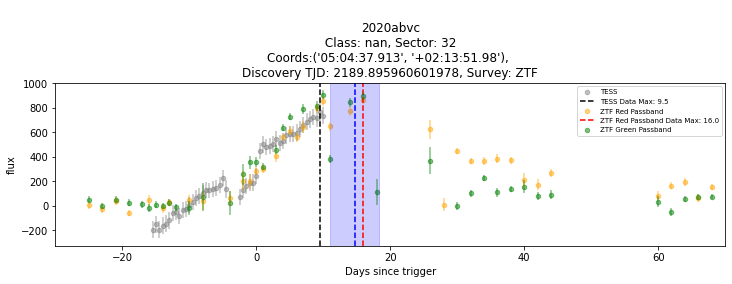 2020abvc
Class: nan, Sector: 32
Coords:('05:04:37.913', '+02:13:51.98'),
Discovery TJD: 2189.895960601978, Survey: ZTF
1000
800
600
400
200
0
−200
flux
−20
0
20
40
60
Days since trigger
TESS
TESS Data Max: 9.5
ZTF Red Passband
ZTF Red Passband Data Max: 16.0
ZTF Green Passband